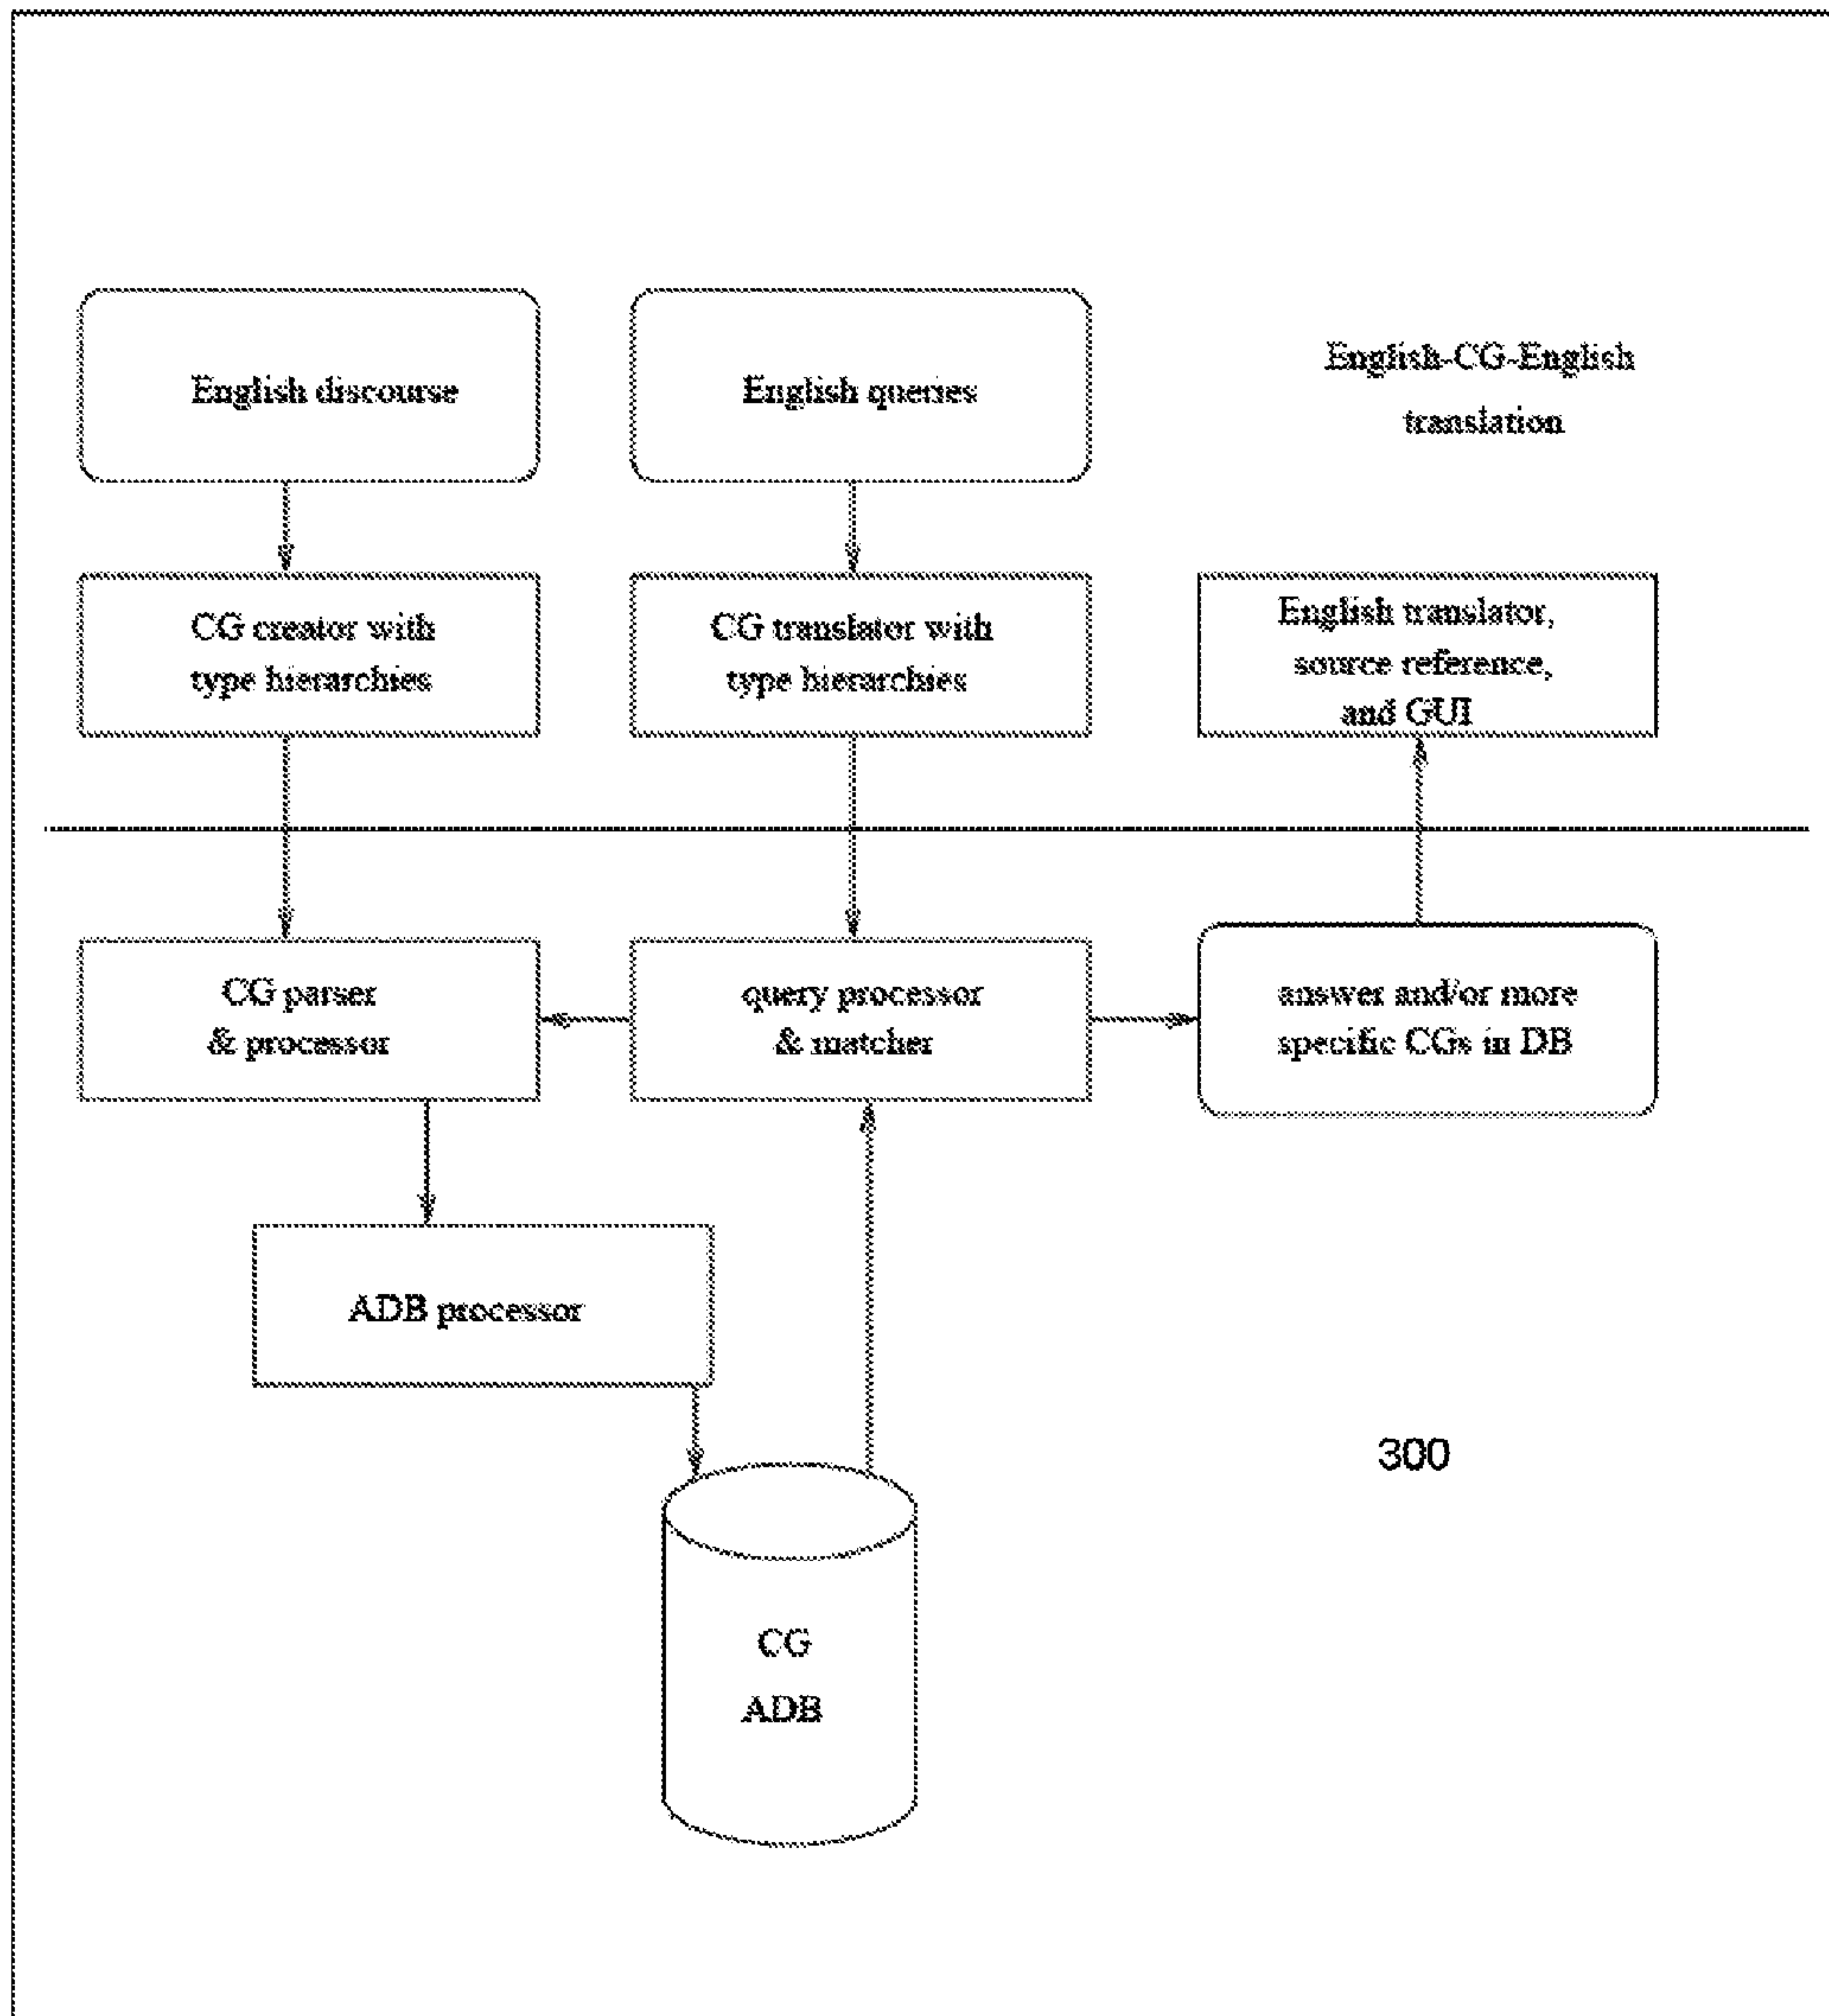 English discourse
English queries
English-CG-English
translation
CG creator with
type hierarchies
CG translator with
type hierarchies
English translator,
source reference,
and GUI
CG parser
& processor
query processor
& matcher
answer and/or more
specific CGs in DB
ADB processor
300
CG
ADB